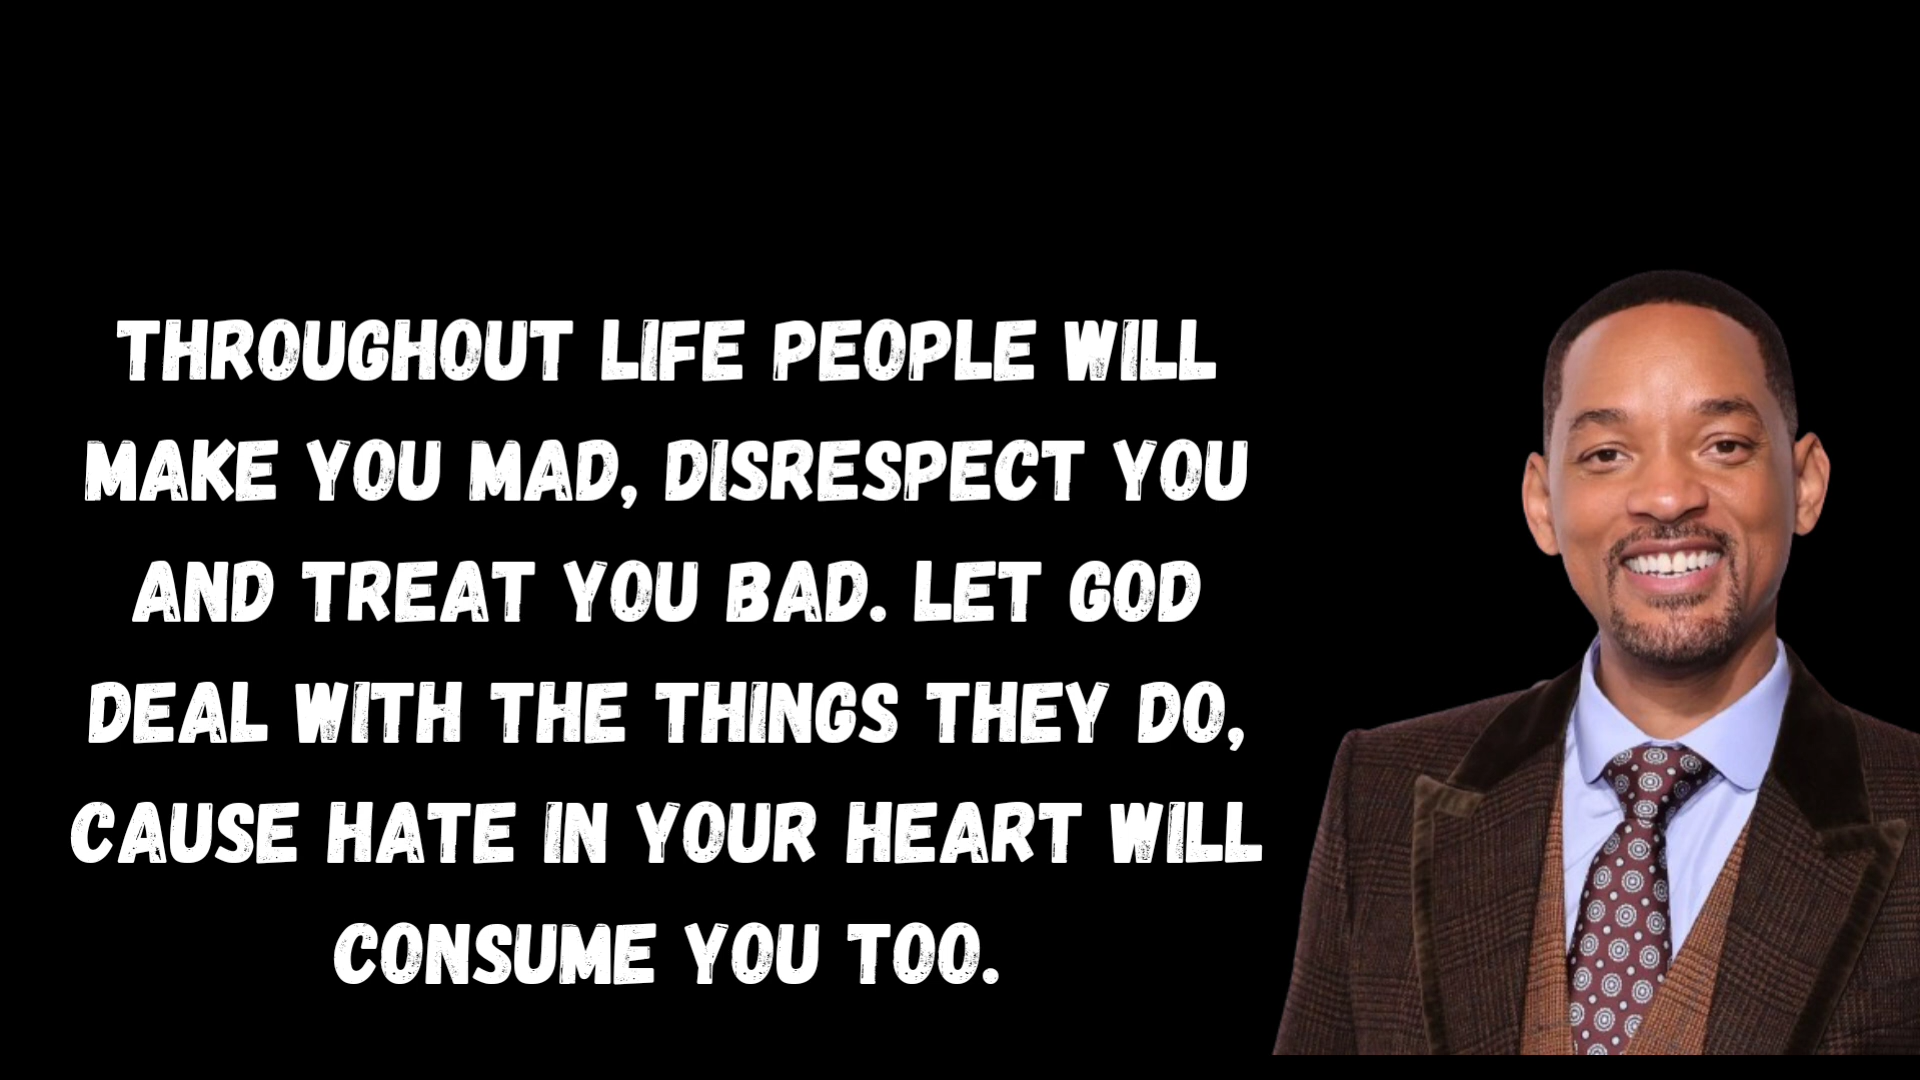 THROUGHOUT LIFE PEOPLE WILL
MAKE YOU MAD, DISRESPECT YOU
AND TREAT YOU BAD. LET GOD
DEAL WITH THE THINGS THEY DO,
CAUSE HATE IN YOUR HEART WILL
CONSUME YOU TOO.